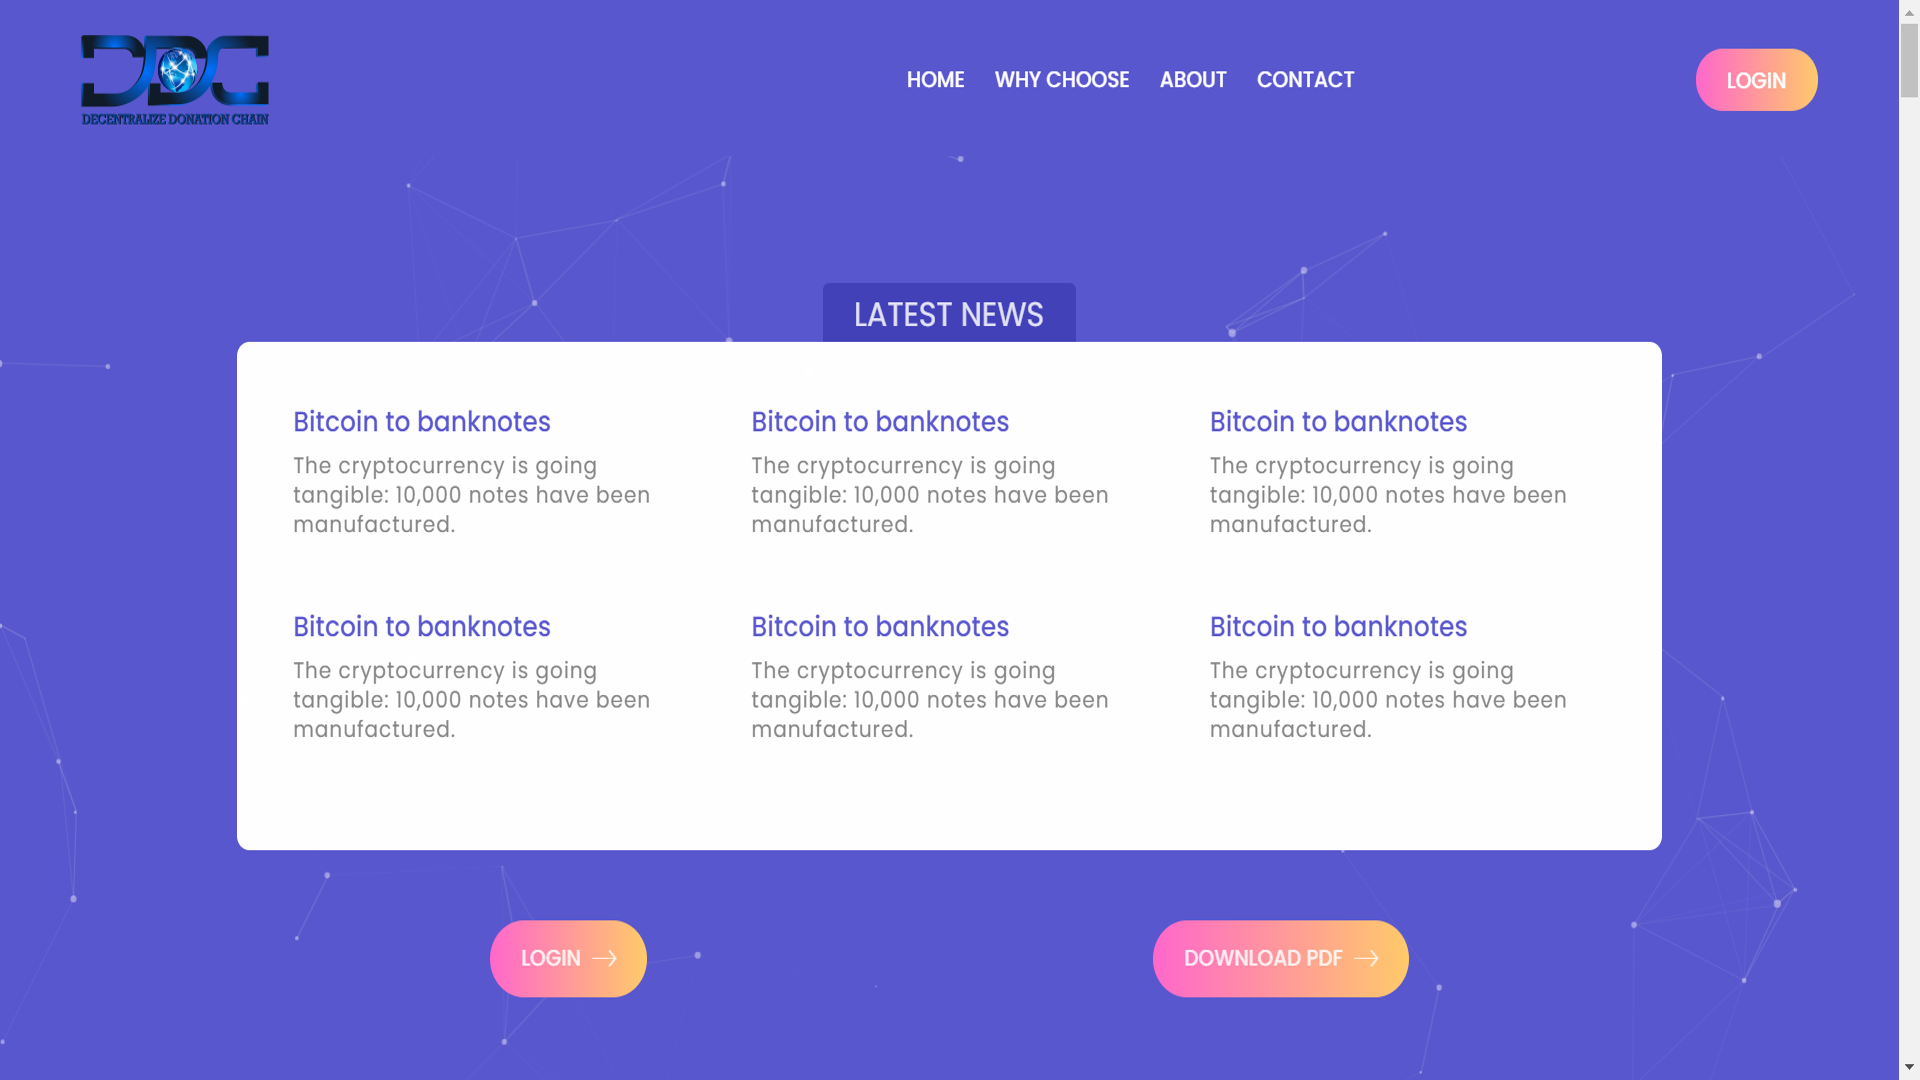 DDC
DECENTRALIZE DONATION CHAIN
HOME WHY CHOOSE ABOUT CONTACT
LOGIN
LATEST NEWS
Bitcoin to banknotes
The cryptocurrency is going
tangible: 10,000 notes have been
manufactured.
Bitcoin to banknotes
The cryptocurrency is going
tangible: 10,000 notes have been
manufactured.
Bitcoin to banknotes
The cryptocurrency is going
tangible: 10,000 notes have been
manufactured.
Bitcoin to banknotes
The cryptocurrency is going
tangible: 10,000 notes have been
manufactured.
Bitcoin to banknotes
The cryptocurrency is going
tangible: 10,000 notes have been
manufactured.
Bitcoin to banknotes
The cryptocurrency is going
tangible: 10,000 notes have been
manufactured.
LOGIN
DOWNLOAD PDF